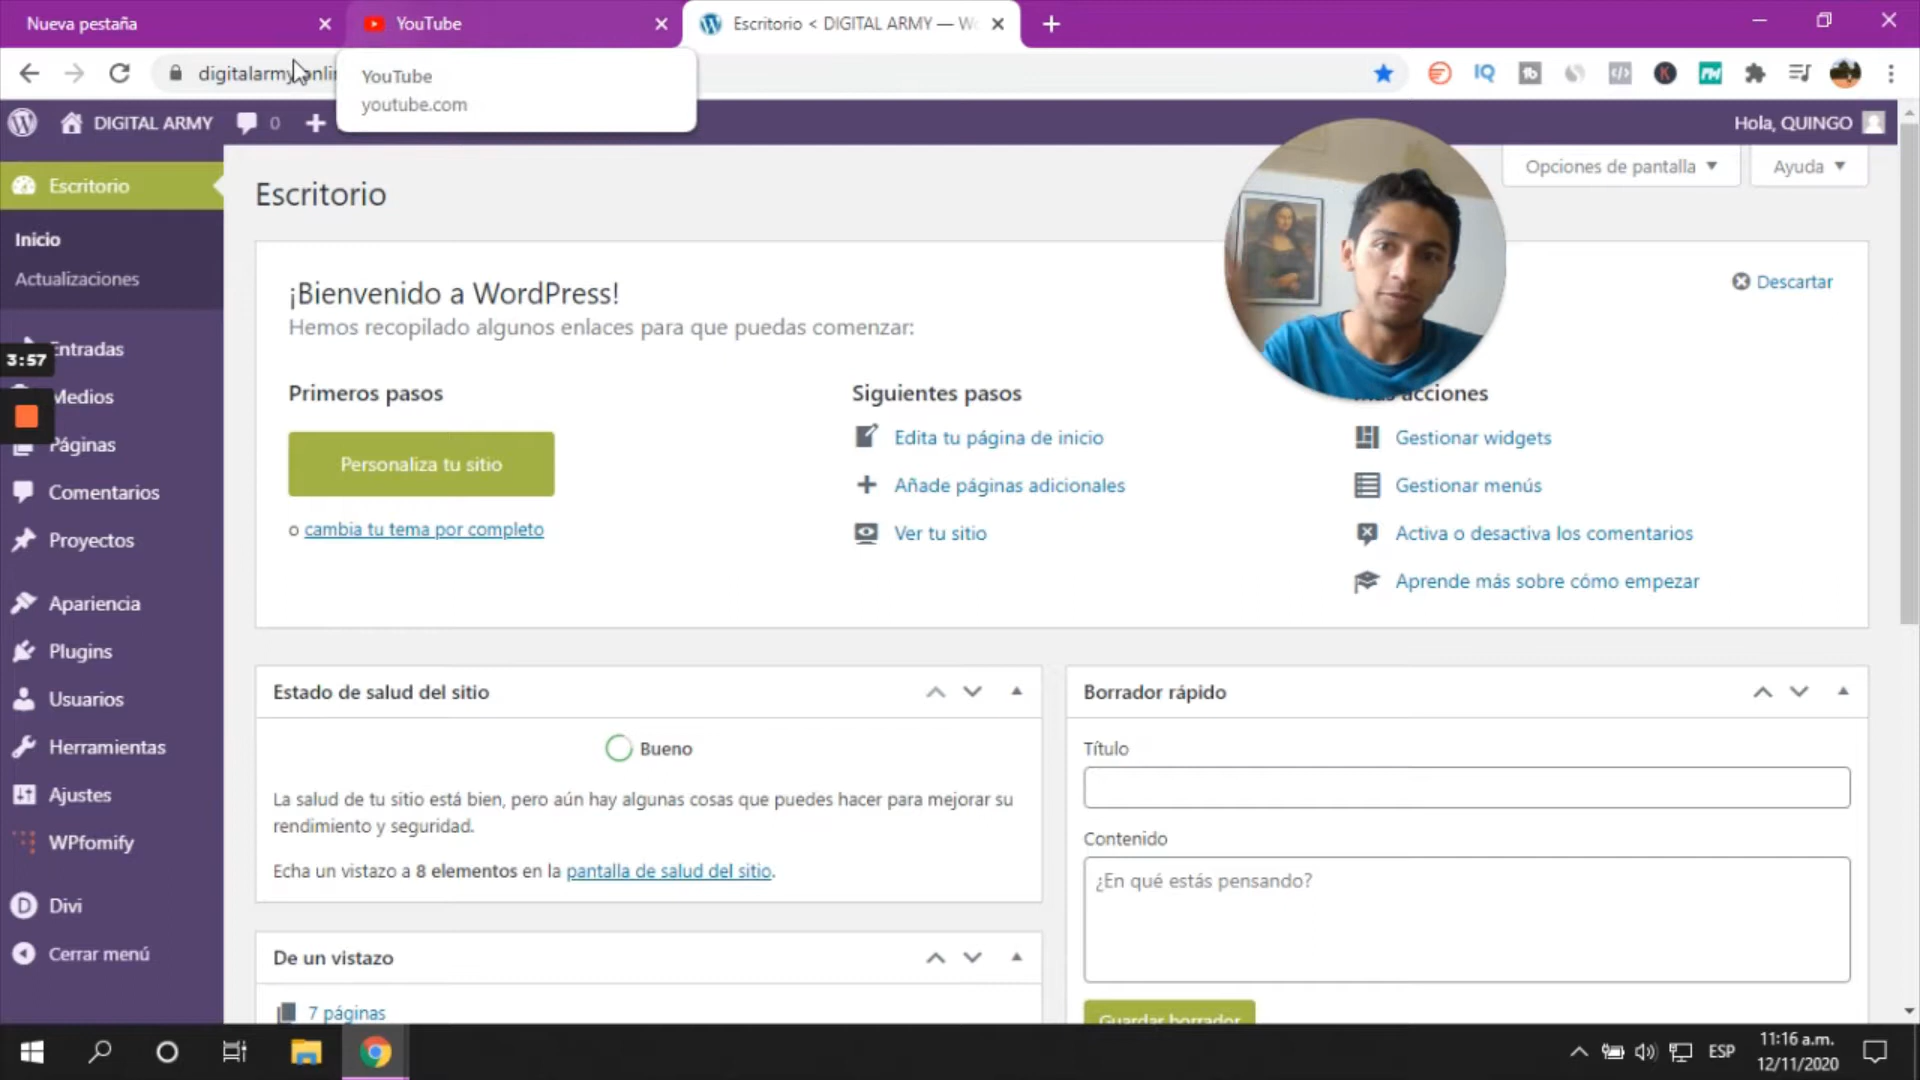 Nueva pestaña
YouTube
Escritorio < DIGITAL ARMY — W
digitalarmy.onli
YouTube
youtube.com
DIGITAL ARMY
0
Hola, QUINGO
Escritorio
Inicio
Actualizaciones
Entradas
3:57
Medios
Páginas
Comentarios
Proyectos
Apariencia
Plugins
Usuarios
Herramientas
Ajustes
WPfomify
Divi
Cerrar menú
Escritorio
Opciones de pantalla
Ayuda
¡Bienvenido a WordPress!
Hemos recopilado algunos enlaces para que puedas comenzar:
Descartar
Primeros pasos
Personaliza tu sitio
o cambia tu tema por completo
Siguientes pasos
Edita tu página de inicio
Añade páginas adicionales
Ver tu sitio
acciones
Gestionar widgets
Gestionar menús
Activa o desactiva los comentarios
Aprende más sobre cómo empezar
Estado de salud del sitio
Bueno
La salud de tu sitio está bien, pero aún hay algunas cosas que puedes hacer para mejorar su
rendimiento y seguridad.
Echa un vistazo a 8 elementos en la pantalla de salud del sitio.
De un vistazo
7 páginas
Borrador rápido
Título
Contenido
¿En qué estás pensando?
Guardar borrador
ESP
11:16 a.m.
12/11/2020